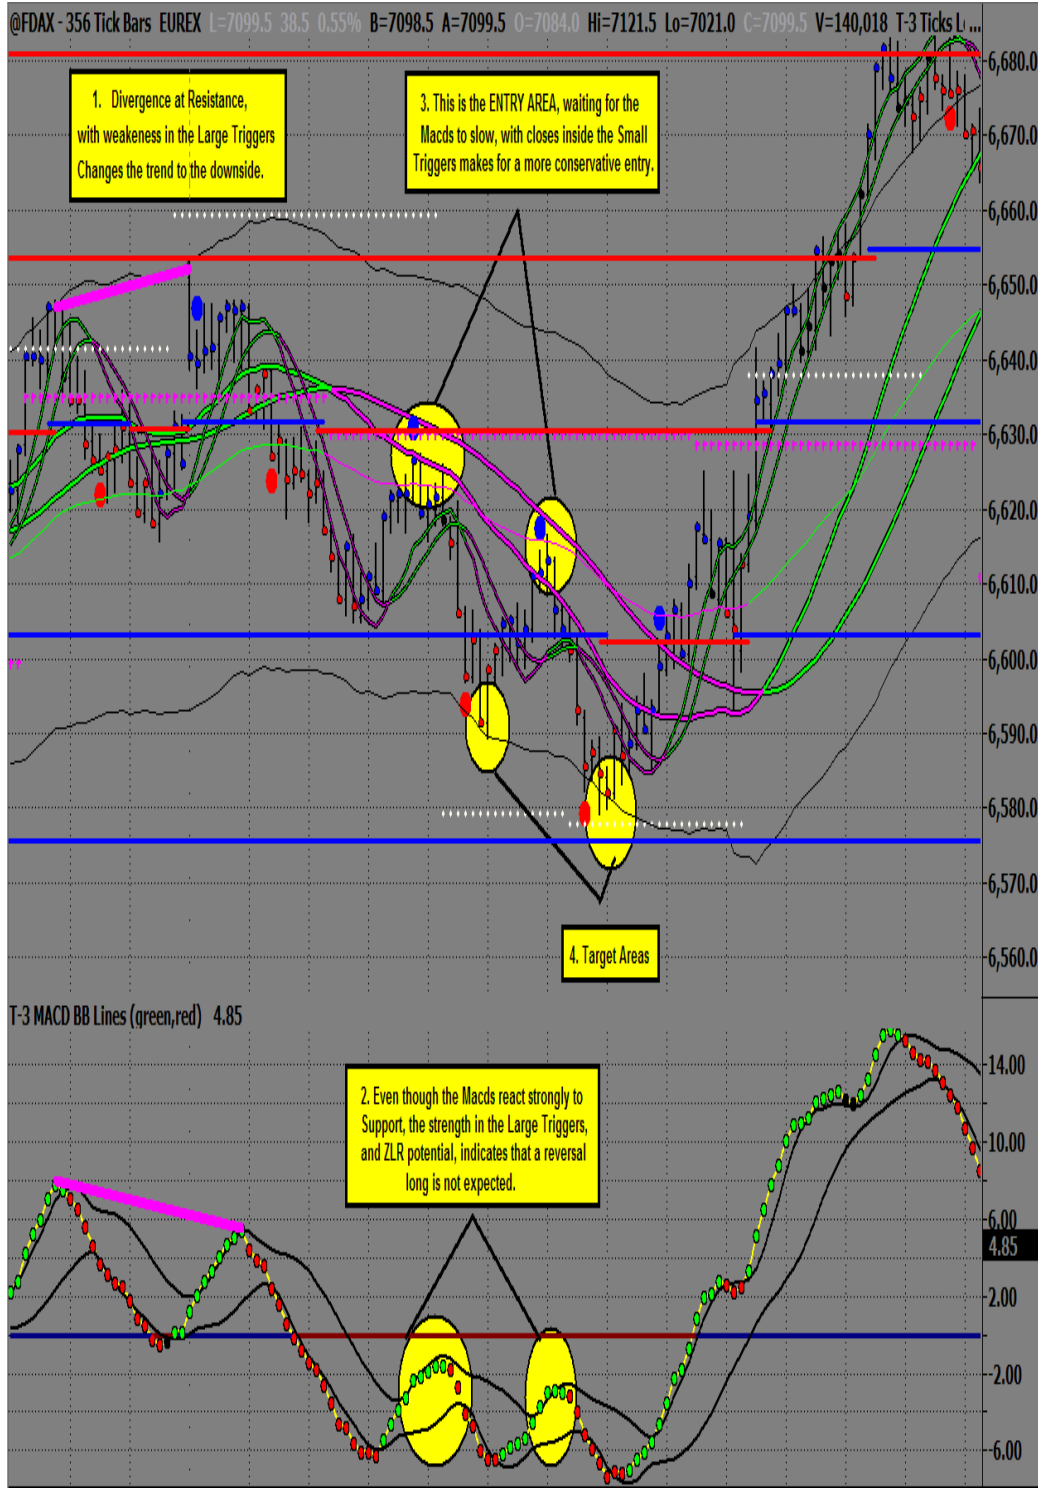 @FDAX - 356 Tick Bars EUREX L=7099.5 38.5 0.55% B=7098.5 A=7099.5 O=7084.0 Hi=7121.5 Lo=7021.0 C=7099.5 V=140,018 T-3 Ticks L( ...
6,680.0
1. Divergence at Resistance,
with weakness in the Large Triggers
Changes the trend to the downside.
3. This is the ENTRY AREA, waiting for the
Macds to slow, with closes inside the Small
Triggers makes for a more conservative entry.
6,670.0
6,660.0
6,650.0
6,640.0
6,630.0
6,620.0
6,610.0
6,600.0
6,590.0
6,580.0
6,570.0
4. Target Areas
6,560.0
T-3 MACD BB Lines (green,red) 4.85
14.00
2. Even though the Macds react strongly to
Support, the strength in the Large Triggers,
and ZLR potential, indicates that a reversal
long is not expected.
10.00
6.00
4.85
2.00
-2.00
-6.00